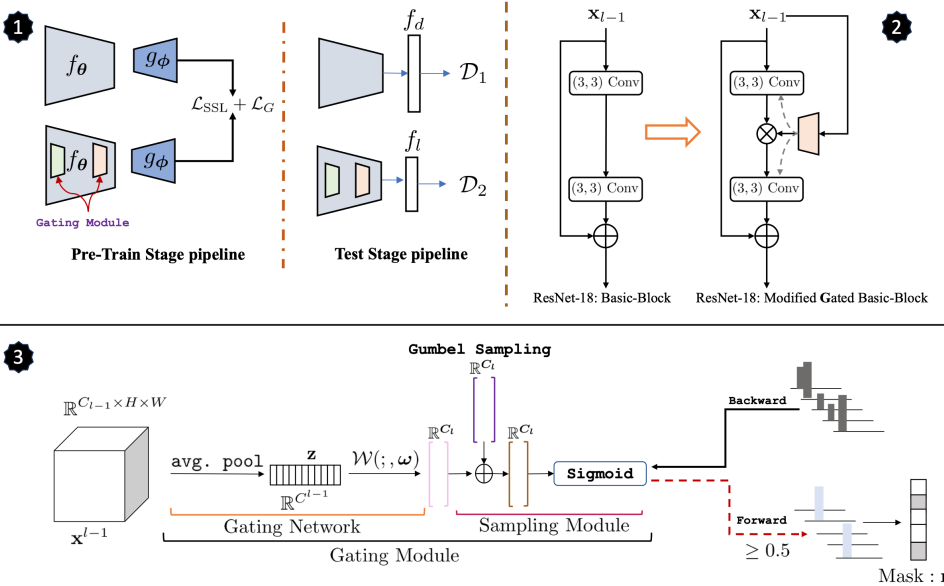 1
f_θ
g_ϕ
L_SSL + L_G
f_θ
g_ϕ
Gating Module
Pre-Train Stage pipeline
f_d
D_1
f_l
D_2
Test Stage pipeline
2
x_{l−1}
(3, 3) Conv
(3, 3) Conv
ResNet-18: Basic-Block
x_{l−1}
(3, 3) Conv
(3, 3) Conv
ResNet-18: Modified Gated Basic-Block
3
ℝ^{C_{l−1}×H×W}
x^{l−1}
avg. pool
z
ℝ^{C^{l−1}}
W(; , ω)
Gating Network
ℝ^{C_l}
Gumbel Sampling
ℝ^{C_l}
ℝ^{C_l}
Sigmoid
Sampling Module
Gating Module
Backward
Forward
≥ 0.5
Mask :